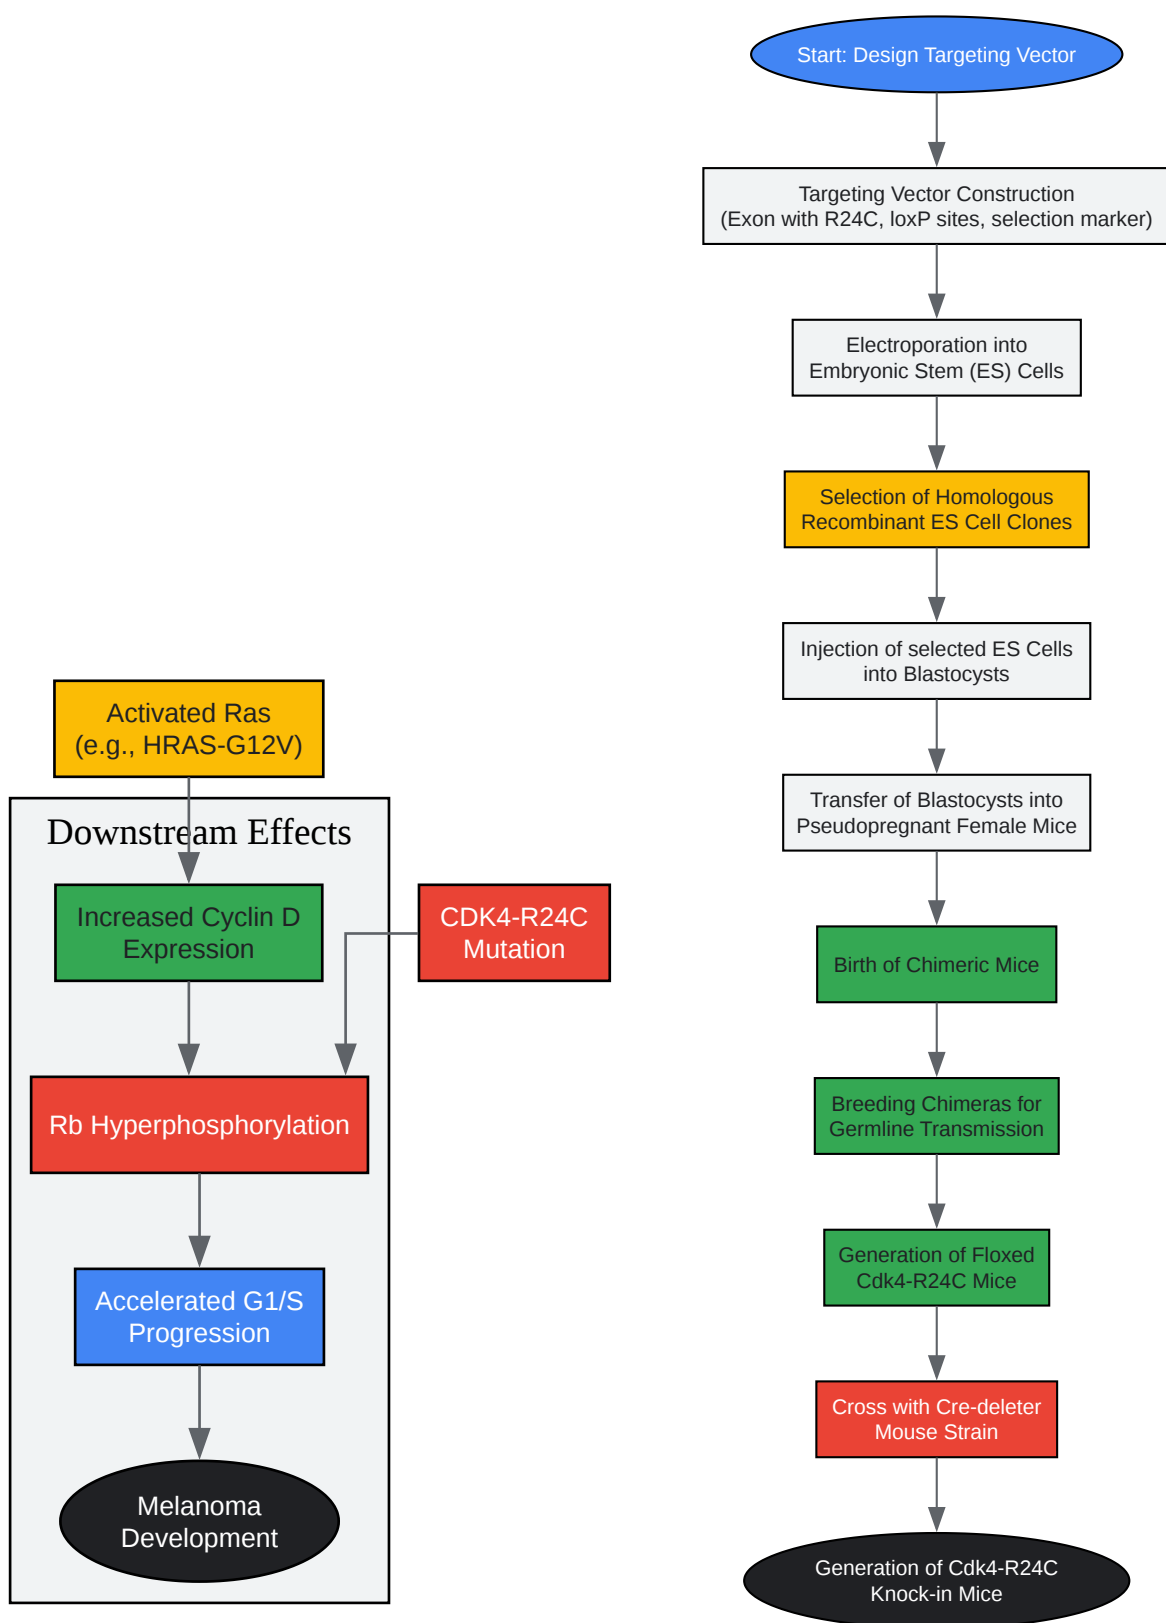 Activated Ras
(e.g., HRAS-G12V)
Downstream Effects
Increased Cyclin D
Expression
CDK4-R24C
Mutation
Rb Hyperphosphorylation
Accelerated G1/S
Progression
Melanoma
Development
Start: Design Targeting Vector
Targeting Vector Construction
(Exon with R24C, loxP sites, selection marker)
Electroporation into
Embryonic Stem (ES) Cells
Selection of Homologous
Recombinant ES Cell Clones
Injection of selected ES Cells
into Blastocysts
Transfer of Blastocysts into
Pseudopregnant Female Mice
Birth of Chimeric Mice
Breeding Chimeras for
Germline Transmission
Generation of Floxed
Cdk4-R24C Mice
Cross with Cre-deleter
Mouse Strain
Generation of Cdk4-R24C
Knock-in Mice